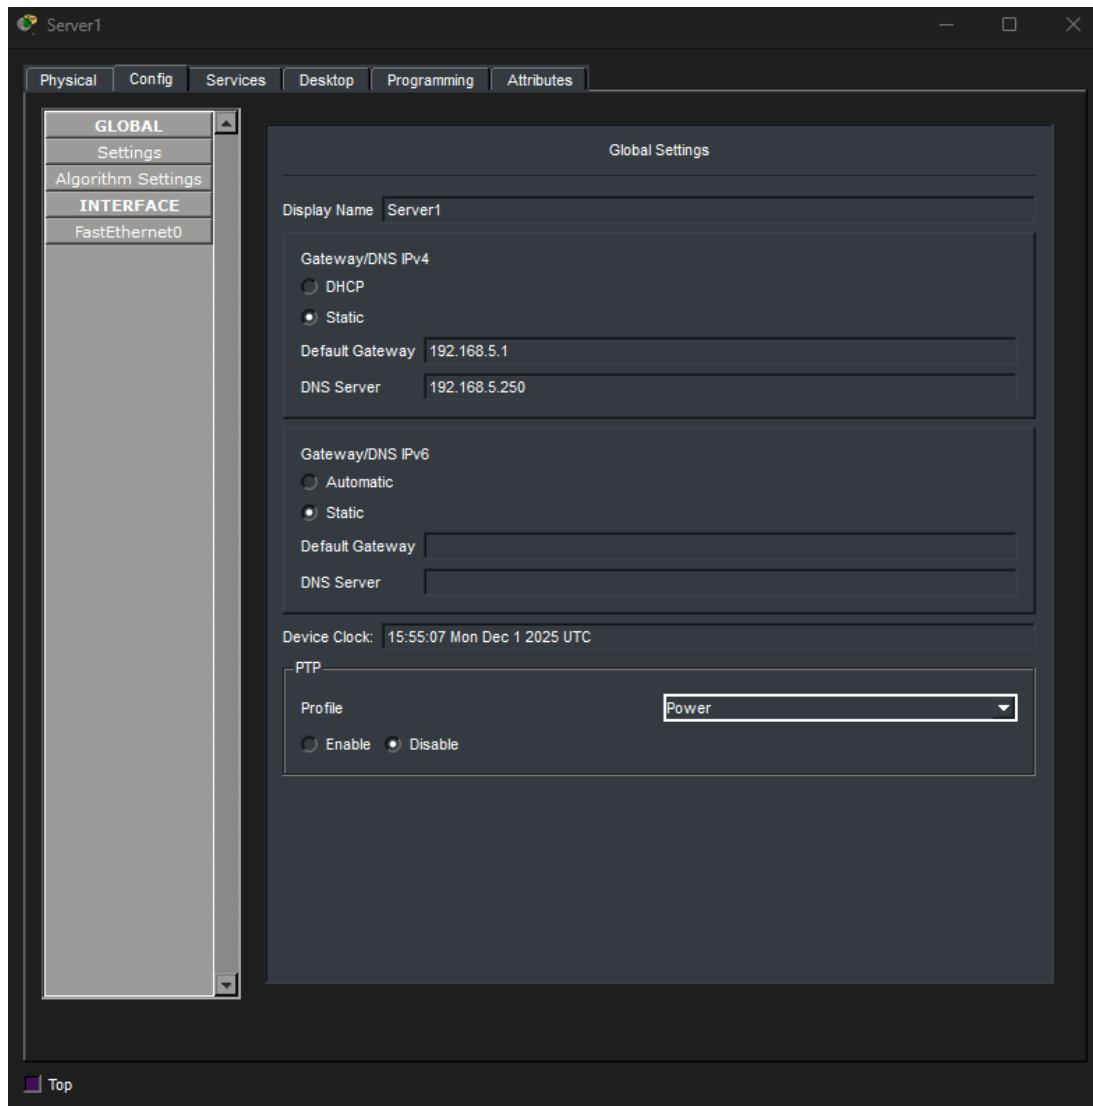 Server1
Physical Config Services Desktop Programming Attributes
GLOBAL
Settings
Algorithm Settings
INTERFACE
FastEthernet0
Global Settings
Display Name Server1
Gateway/DNS IPv4
DHCP
Static
Default Gateway 192.168.5.1
DNS Server 192.168.5.250
Gateway/DNS IPv6
Automatic
Static
Default Gateway
DNS Server
Device Clock: 15:55:07 Mon Dec 1 2025 UTC
PTP
Profile Power
Enable Disable
Top